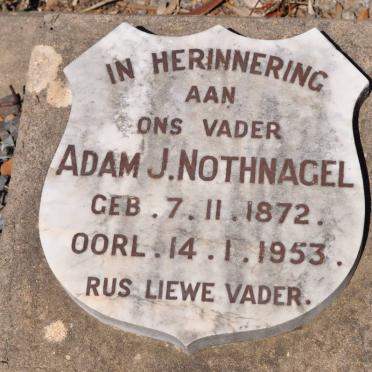 IN HERINNERING
AAN
ONS VADER
ADAM J. NOTHNAGEL
GEB. 7. 11. 1872.
OORL. 14. 1. 1953.
RUS LIEWE VADER.